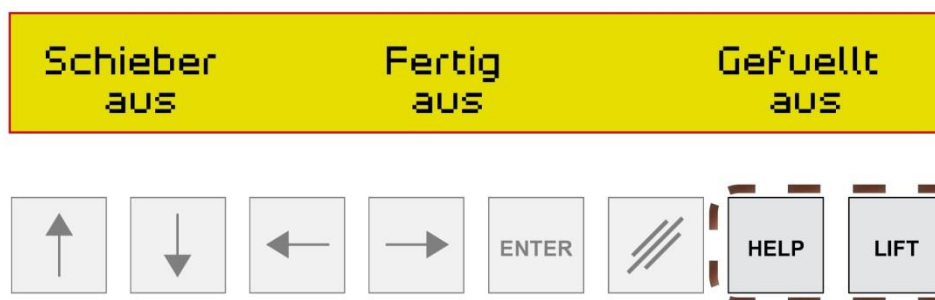 Schieber Fertig Gefuellt
aus aus aus
ENTER HELP LIFT